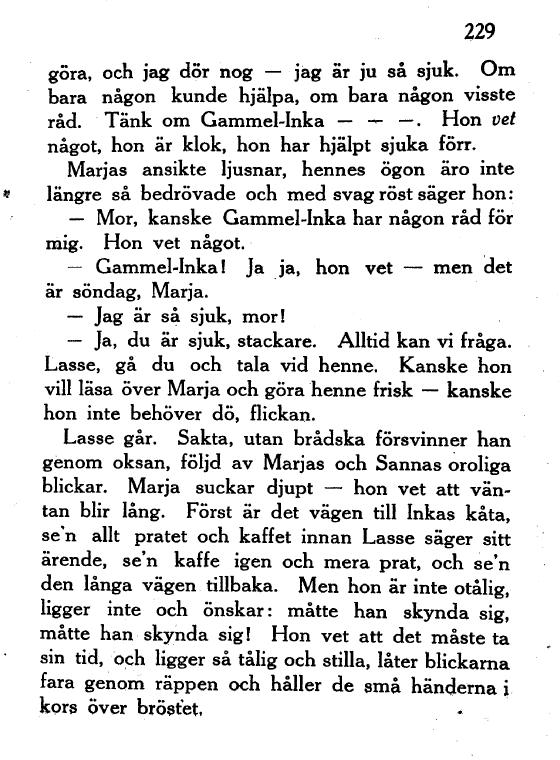 229
göra, och jag dör nog — jag är ju så sjuk. Om
bara någon kunde hjälpa, om bara någon visste
råd. Tänk om Gammel-Inka — — —. Hon vet
något, hon är klok, hon har hjälpt sjuka förr.
Marjas ansikte ljusnar, hennes ögon äro inte
längre så bedrövade och med svag röst säger hon:
— Mor, kanske Gammel-Inka har någon råd för
mig. Hon vet något.
— Gammel-Inka! Ja ja, hon vet — men det
är söndag, Marja.
— Jag är så sjuk, mor!
— Ja, du är sjuk, stackare. Alltid kan vi fråga.
Lasse, gå du och tala vid henne. Kanske hon
vill läsa över Marja och göra henne frisk — kanske
hon inte behöver dö, flickan.
Lasse går. Sakta, utan brådska försvinner han
genom oksan, följd av Marjas och Sannas oroliga
blickar. Marja suckar djupt — hon vet att vän-
tan blir lång. Först är det vägen till Inkas kåta,
se'n allt pratet och kaffet innan Lasse säger sitt
ärende, se'n kaffe igen och mera prat, och se'n
den långa vägen tillbaka. Men hon är inte otålig,
ligger inte och önskar: måtte han skynda sig,
måtte han skynda sig! Hon vet att det måste ta
sin tid, och ligger så tålig och stilla, låter blickarna
fara genom räppen och håller de små händerna i
kors över bröstet.